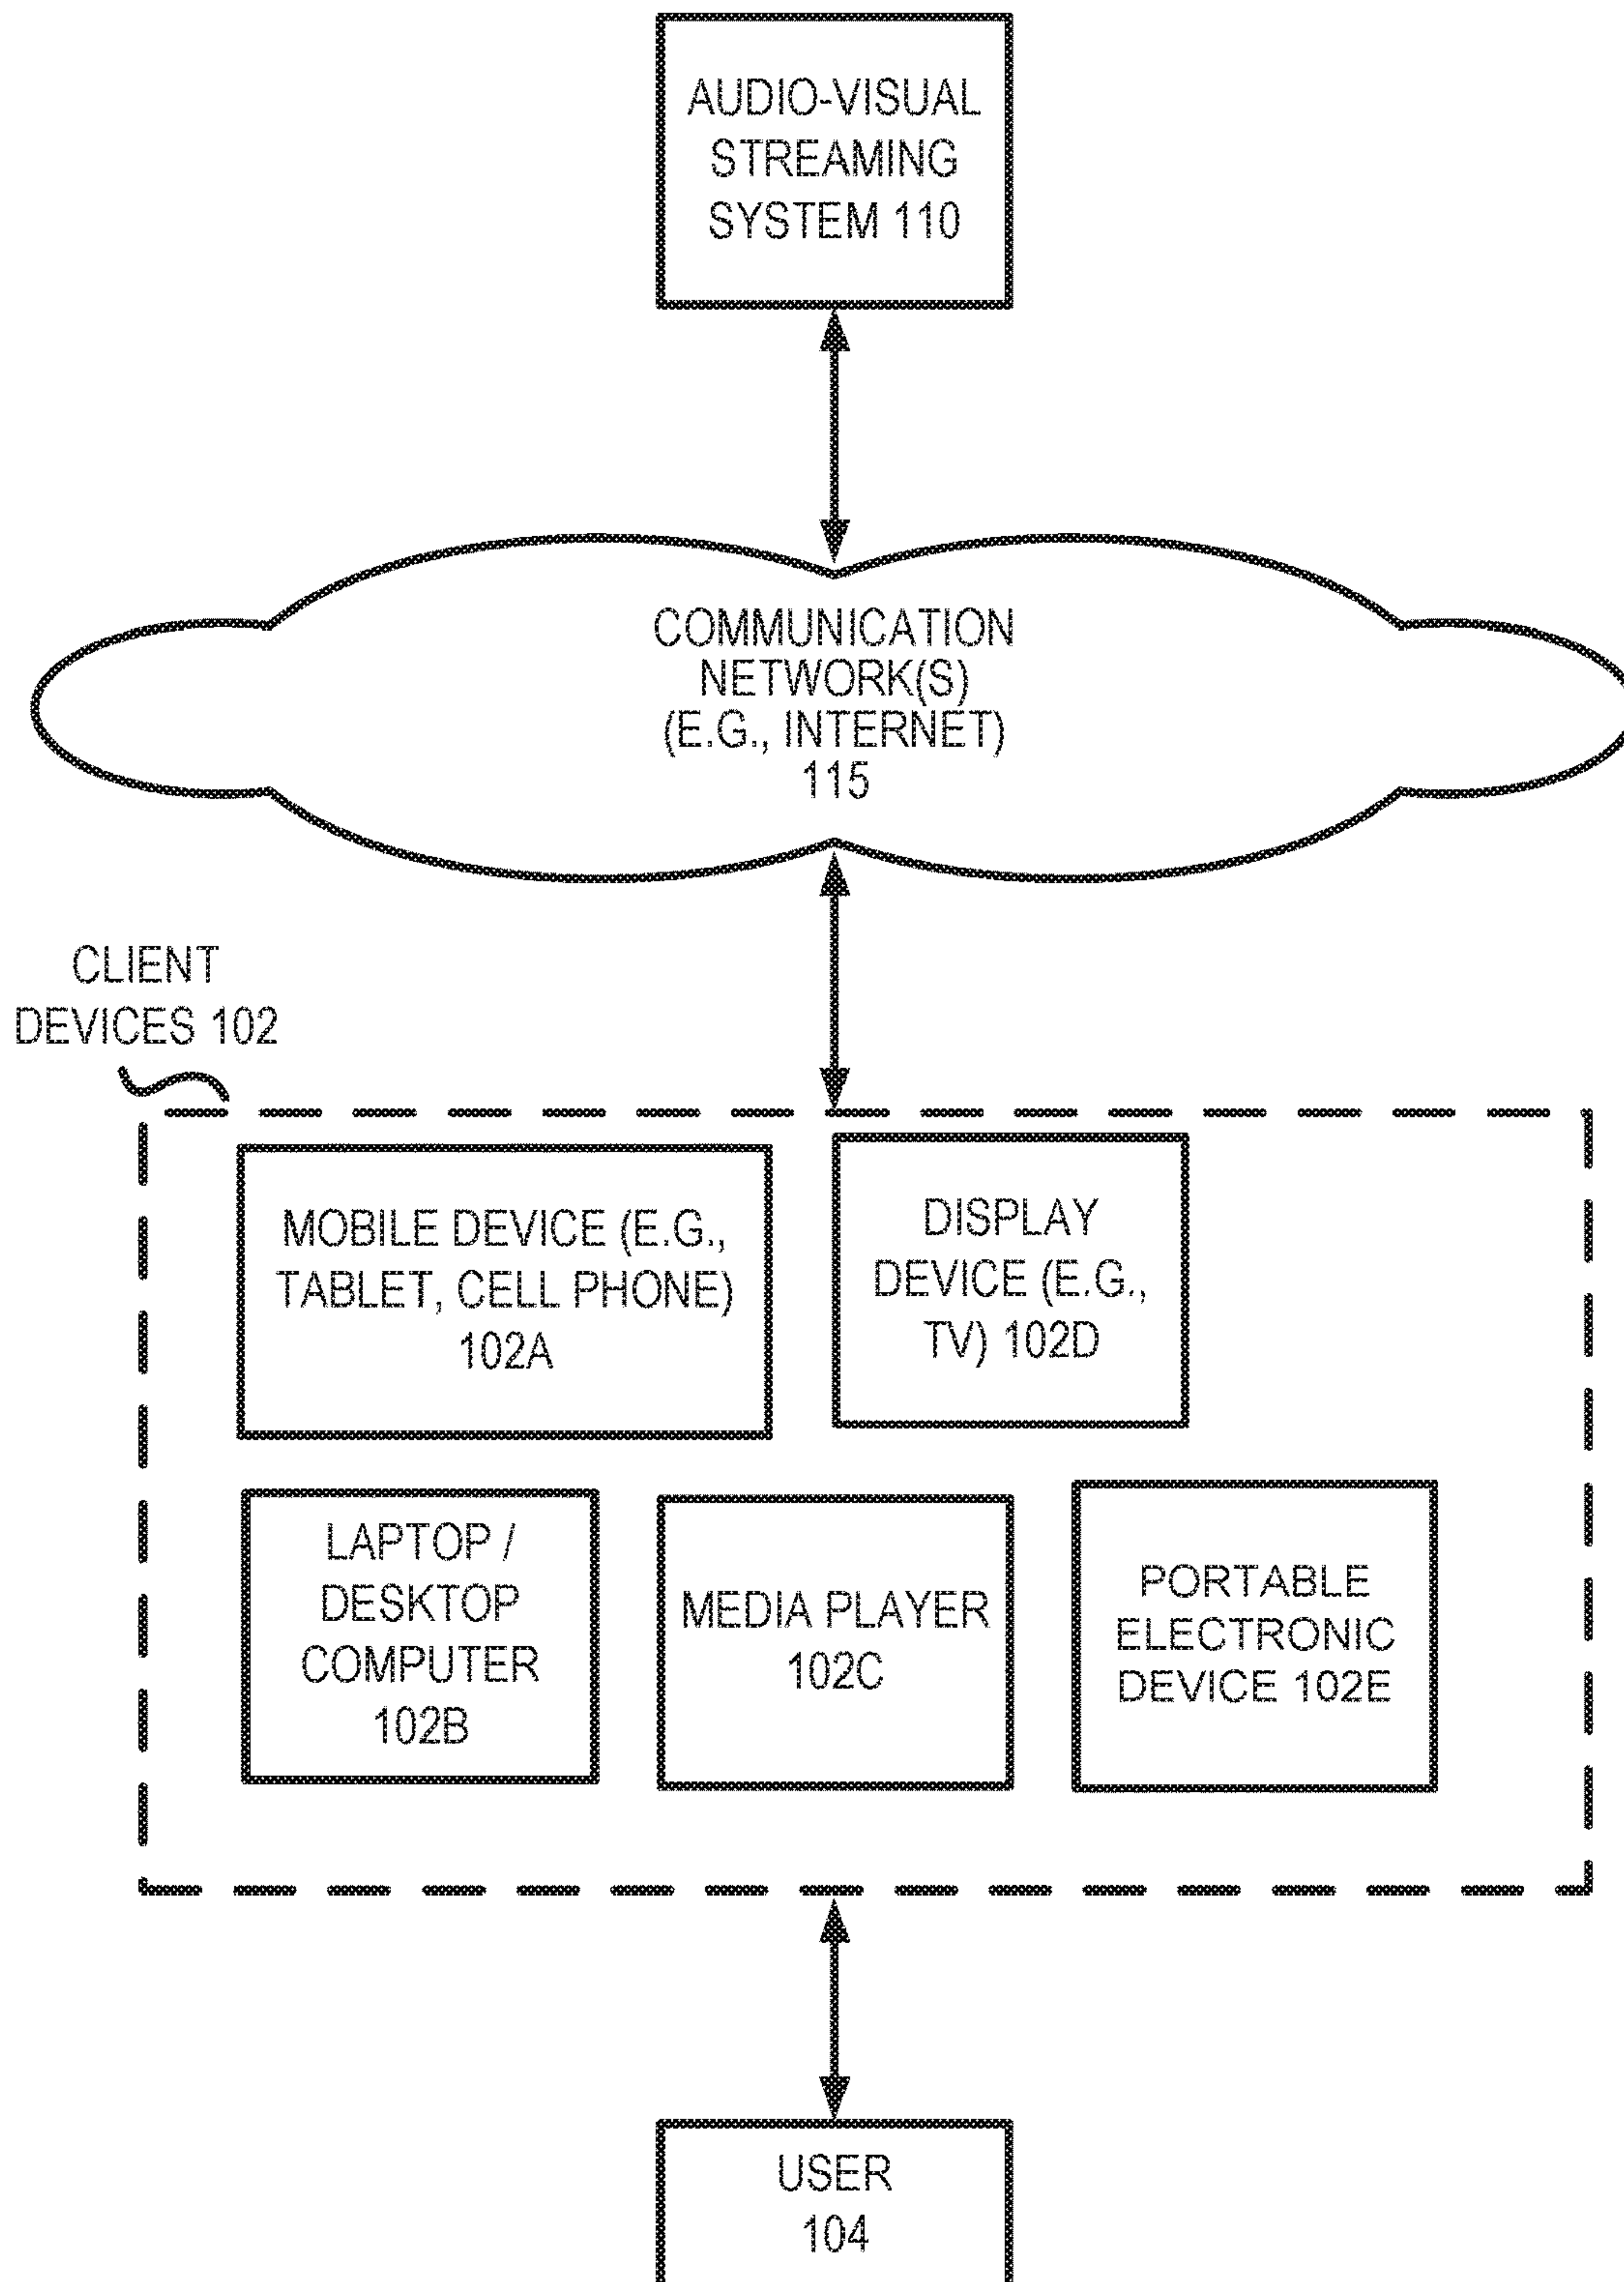 AUDIO-VISUAL
STREAMING
SYSTEM 110
COMMUNICATION
NETWORK(S)
(E.G., INTERNET)
115
CLIENT
DEVICES 102
MOBILE DEVICE (E.G.,
TABLET, CELL PHONE)
102A
DISPLAY
DEVICE (E.G.,
TV) 102D
LAPTOP /
DESKTOP
COMPUTER
102B
MEDIA PLAYER
102C
PORTABLE
ELECTRONIC
DEVICE 102E
USER
104